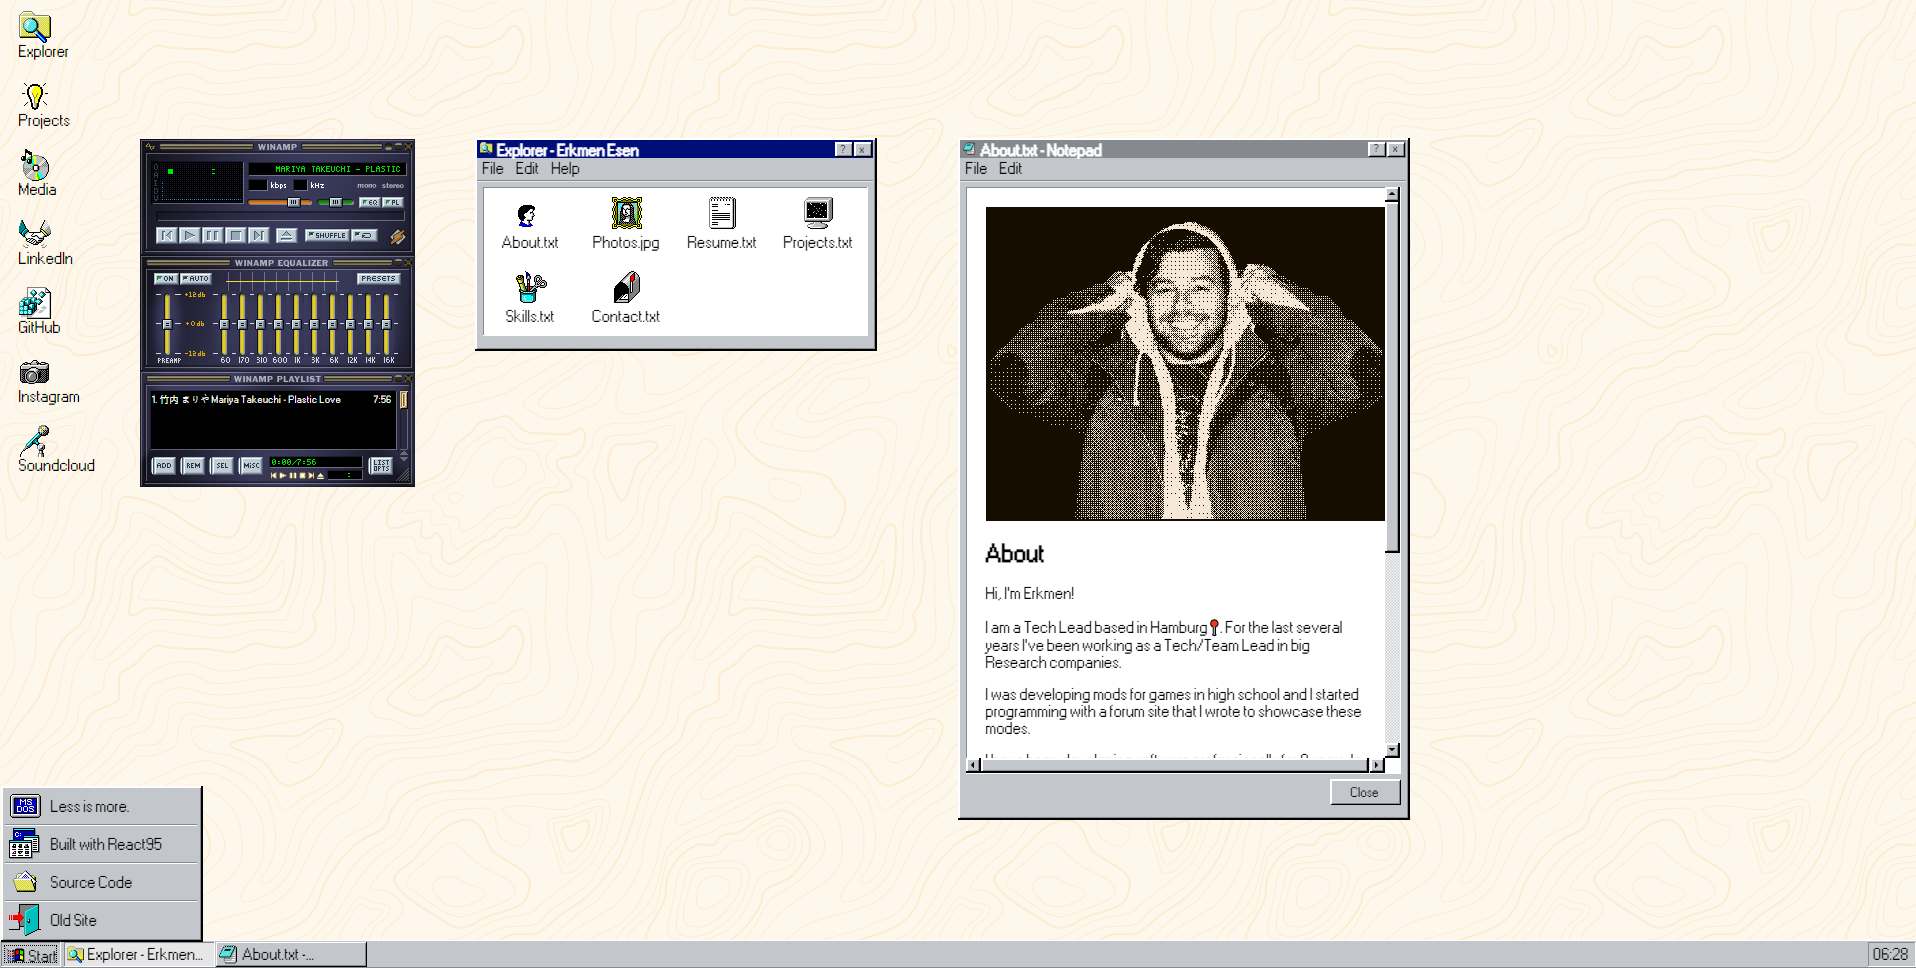 Explorer
Projects
Media
LinkedIn
GitHub
Instagram
Soundcloud
WINAMP
MARIYA TAKEUCHI - PLASTIC
kbps
kHz
mono stereo
EQ
PL
SHUFFLE
WINAMP EQUALIZER
ON
AUTO
PRESETS
+12db
+0db
-12db
PREAMP
60 170 310 600 1K 3K 6K 12K 14K 16K
WINAMP PLAYLIST
1. 竹内 まりや Mariya Takeuchi - Plastic Love 7:56
ADD
REM
SEL
MISC
0:00/7:56
LIST
OPTS
Explorer - Erkmen Esen
File Edit Help
About.txt
Photos.jpg
Resume.txt
Projects.txt
Skills.txt
Contact.txt
About.txt - Notepad
File Edit
About
Hi, I'm Erkmen!
I am a Tech Lead based in Hamburg. For the last several
years I've been working as a Tech/Team Lead in big
Research companies.
I was developing mods for games in high school and I started
programming with a forum site that I wrote to showcase these
modes.
Close
MS
DOS
Less is more.
Built with React95
Source Code
Old Site
Start
Explorer - Erkmen...
About.txt -...
06:28